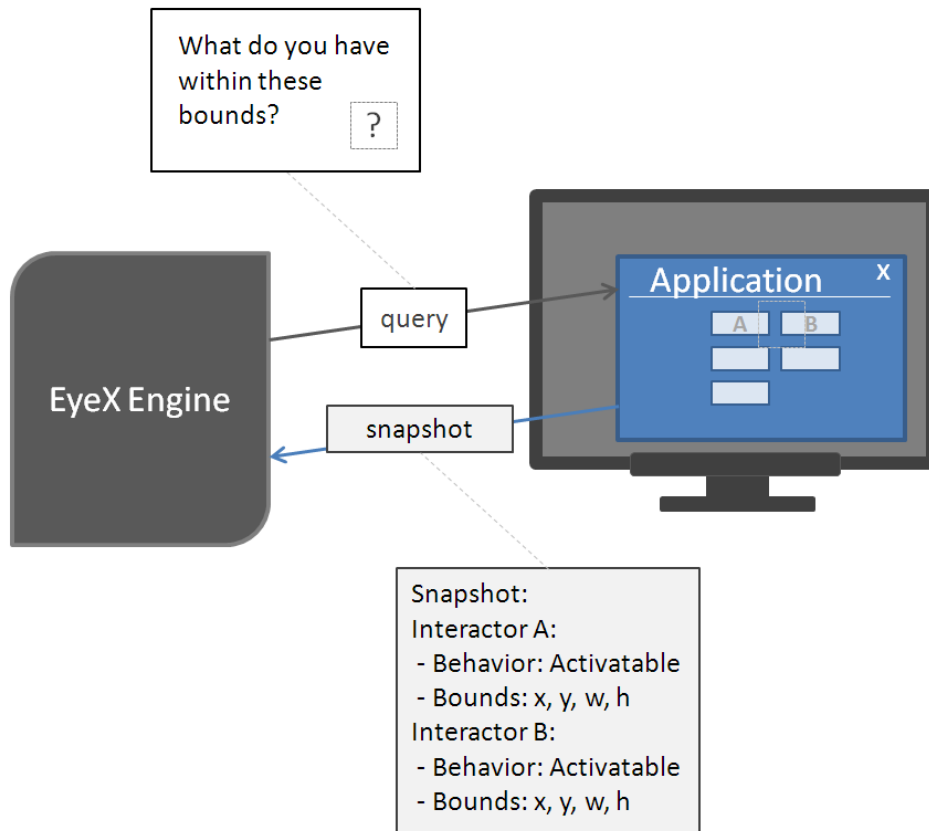 What do you have
within these
bounds?
?
Application
X
query
A
B
EyeX Engine
snapshot
Snapshot:
Interactor A:
- Behavior: Activatable
- Bounds: x, y, w, h
Interactor B:
- Behavior: Activatable
- Bounds: x, y, w, h